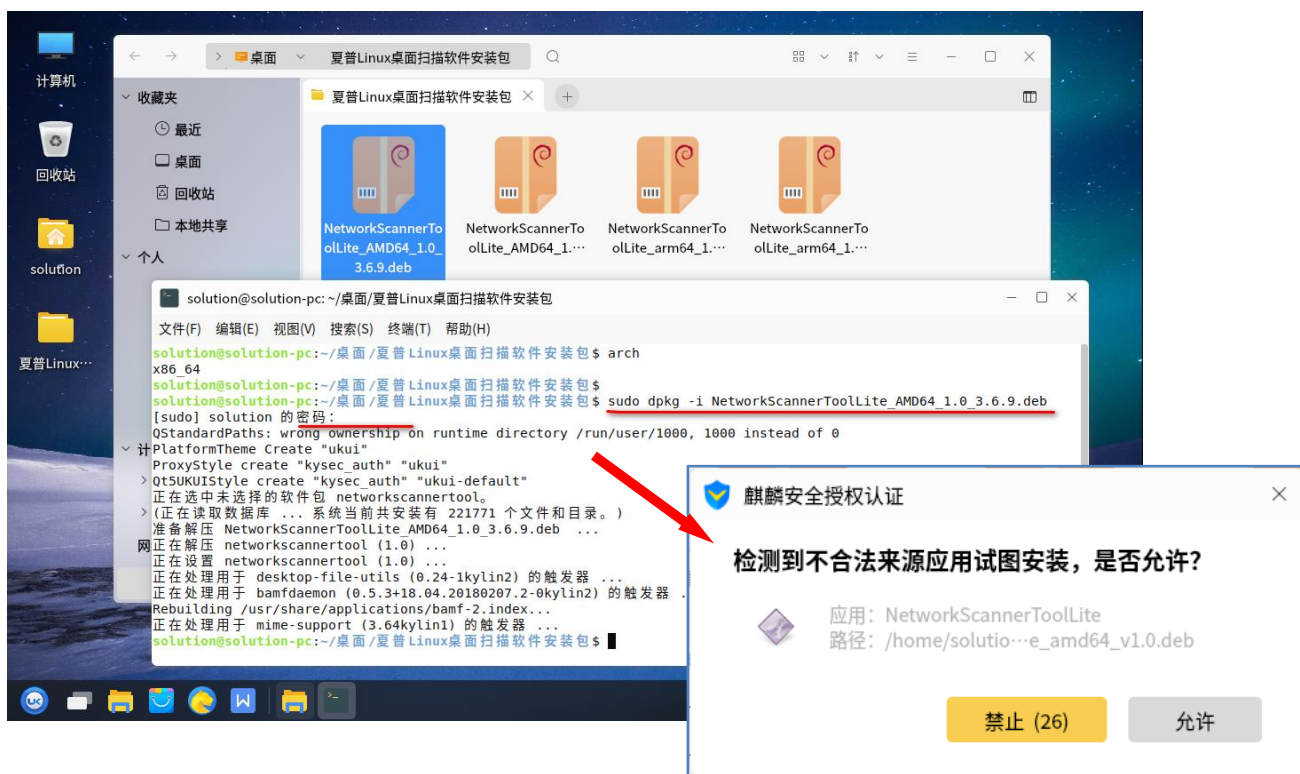 计算机
回收站
solution
夏普Linux⋯
桌面
夏普Linux桌面扫描软件安装包
收藏夹
最近
桌面
回收站
本地共享
个人
计
网
夏普Linux桌面扫描软件安装包
NetworkScannerTo
olLite_AMD64_1.0_
3.6.9.deb
NetworkScannerTo
olLite_AMD64_1.⋯
NetworkScannerTo
olLite_arm64_1.⋯
NetworkScannerTo
olLite_arm64_1.⋯
solution@solution-pc: ~/桌面/夏普Linux桌面扫描软件安装包
文件(F) 编辑(E) 视图(V) 搜索(S) 终端(T) 帮助(H)
solution@solution-pc:~/桌面/夏普Linux桌面扫描软件安装包$ arch
x86_64
solution@solution-pc:~/桌面/夏普Linux桌面扫描软件安装包$
solution@solution-pc:~/桌面/夏普Linux桌面扫描软件安装包$ sudo dpkg -i NetworkScannerToolLite_AMD64_1.0_3.6.9.deb
[sudo] solution 的密码：
QStandardPaths: wrong ownership on runtime directory /run/user/1000, 1000 instead of 0
PlatformTheme Create "ukui"
ProxyStyle create "kysec_auth" "ukui"
Qt5UKUIStyle create "kysec_auth" "ukui-default"
正在选中未选择的软件包 networkscannertool。
(正在读取数据库 ... 系统当前共安装有 221771 个文件和目录。)
准备解压 NetworkScannerToolLite_AMD64_1.0_3.6.9.deb ...
正在解压 networkscannertool (1.0) ...
正在设置 networkscannertool (1.0) ...
正在处理用于 desktop-file-utils (0.24-1kylin2) 的触发器 ...
正在处理用于 bamfdaemon (0.5.3+18.04.20180207.2-0kylin2) 的触发器 .
Rebuilding /usr/share/applications/bamf-2.index...
正在处理用于 mime-support (3.64kylin1) 的触发器 ...
solution@solution-pc:~/桌面/夏普Linux桌面扫描软件安装包$
麒麟安全授权认证
检测到不合法来源应用试图安装，是否允许？
应用：NetworkScannerToolLite
路径：/home/solutio⋯e_amd64_v1.0.deb
禁止 (26)
允许